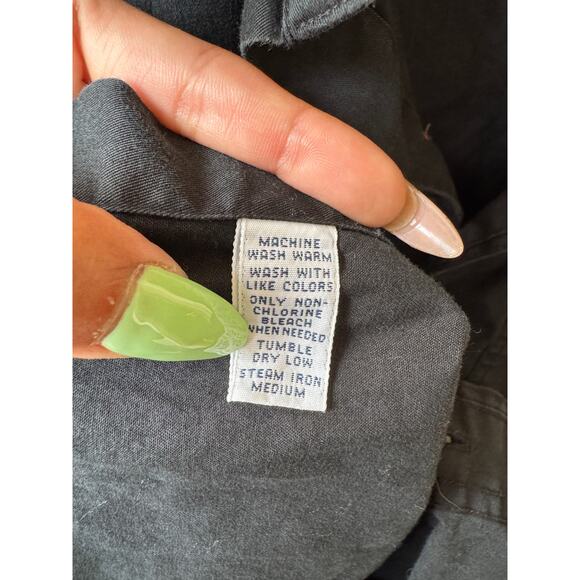 MACHINE
WASH WARM
WASH WITH
LIKE COLORS
ONLY NON-
CHLORINE
BLEACH
WHEN NEEDED
TUMBLE
DRY LOW
STEAM IRON
MEDIUM